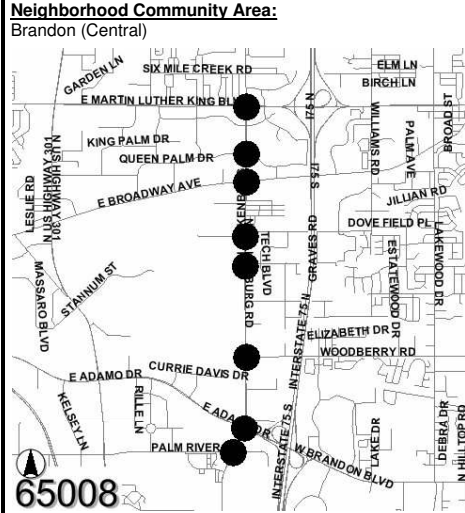 Neighborhood Community Area:
Brandon (Central)
GARDEN LN
SIX MILE CREEK RD
ELM LN
BIRCH LN
E MARTIN LUTHER KING BL
I75 N
WILLIAMS RD
PALM AVE
BROAD ST
KING PALM DR
QUEEN PALM DR
N US HIGHWAY 301
N US HIGHWAY 301
LESLIE RD
I75 S
E BROADWAY AVE
JILLIAN RD
DOVE FIELD PL
TECH BLVD
GRAVES RD
LAKEWOOD DR
ESTATEWOOD DR
MASSARO BLVD
STANNUM ST
BURG RD
INTERSTATE 75 N
ELIZABETH DR
WOODBERRY RD
CURRIE DAVIS DR
E ADAMO DR
KELSEY LN
RILLE LN
E ADAMO DR
PALM RIVER
INTERSTATE 75 S
W BRANDON BLVD
LAKE DR
DEBRA DR
N HILLTOP RD
65008